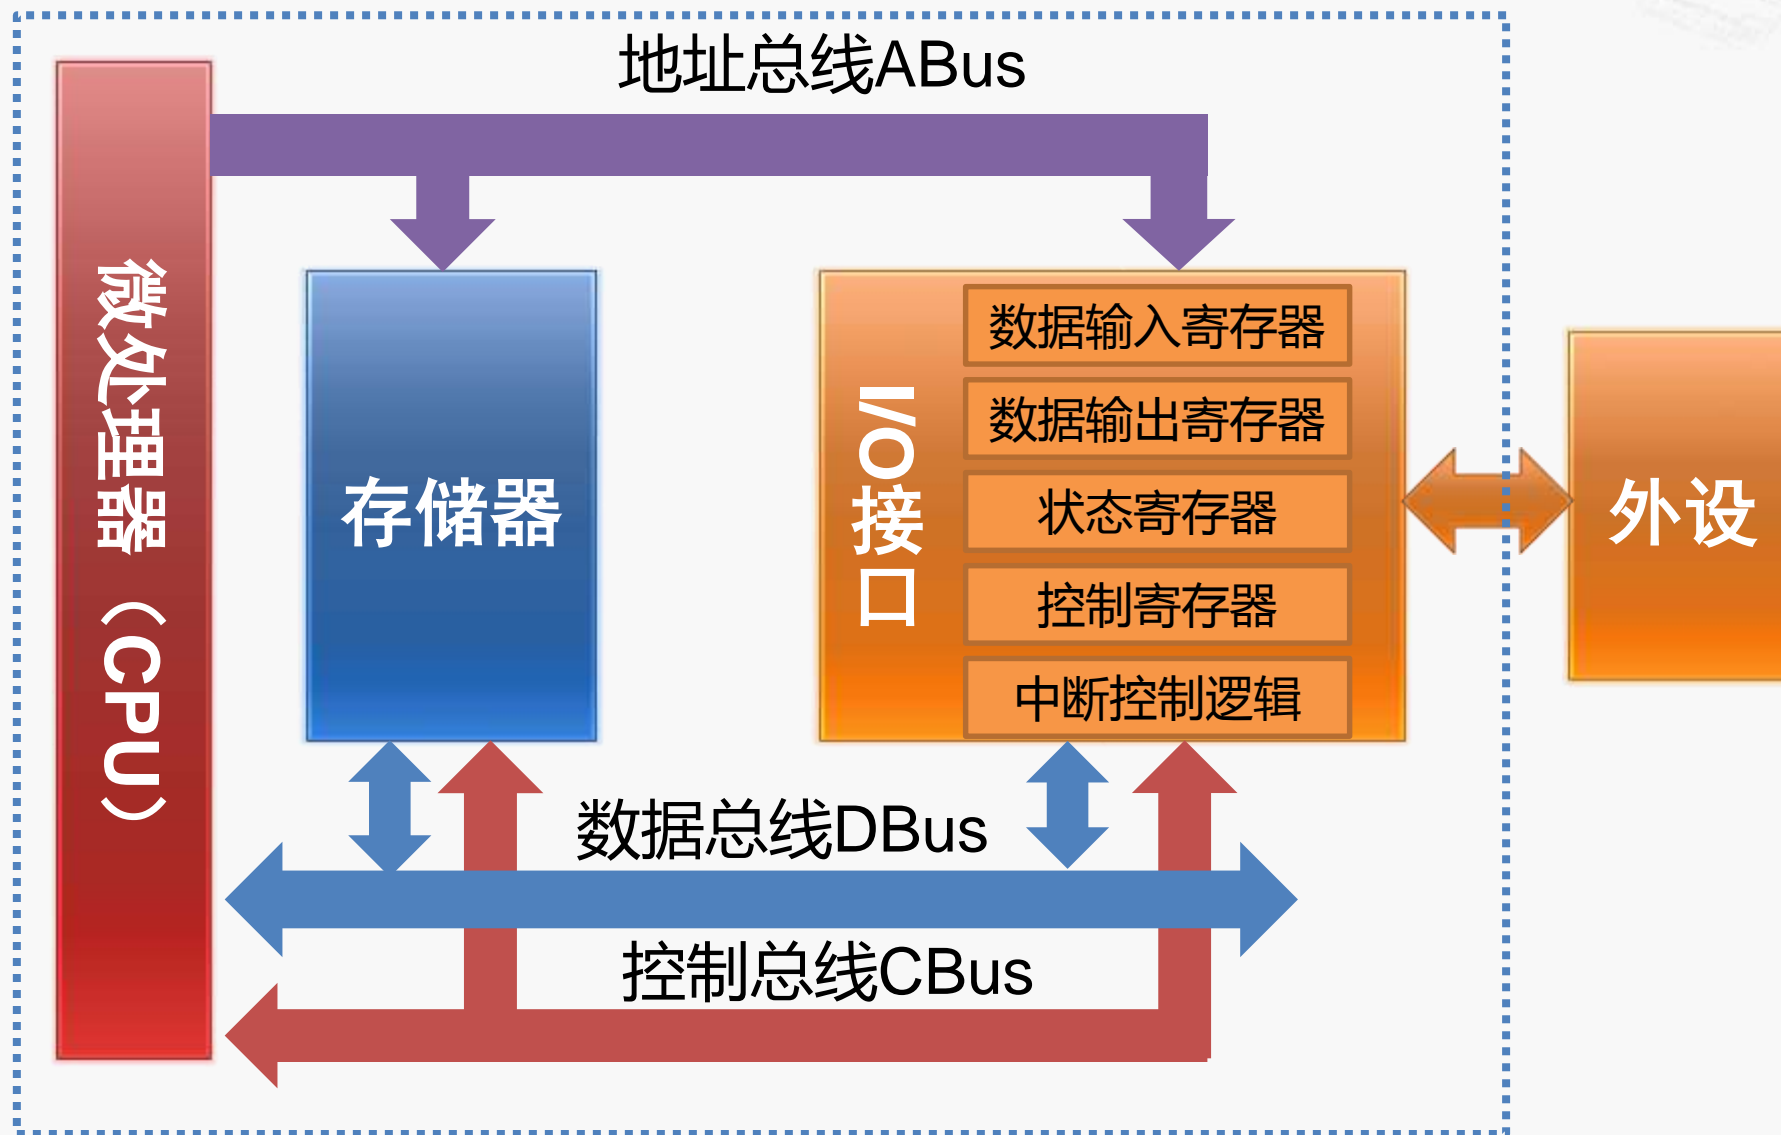 地址总线ABus
微处理器（CPU）
存储器
I/O接口
数据输入寄存器
数据输出寄存器
状态寄存器
控制寄存器
中断控制逻辑
外设
数据总线DBus
控制总线CBus